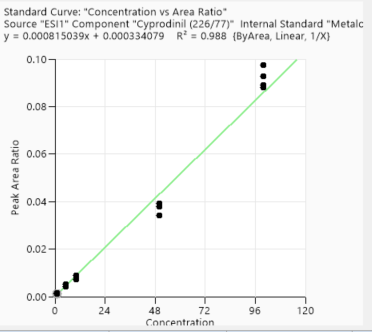 Standard Curve: "Concentration vs Area Ratio"
Source "ESI1" Component "Cyprodinil (226/77)" Internal Standard "Metalc
y = 0.000815039x + 0.000334079 R² = 0.988 {ByArea, Linear, 1/X}
0.10
0.08
0.06
0.04
0.02
0.00
Peak Area Ratio
0 24 48 72 96 120
Concentration